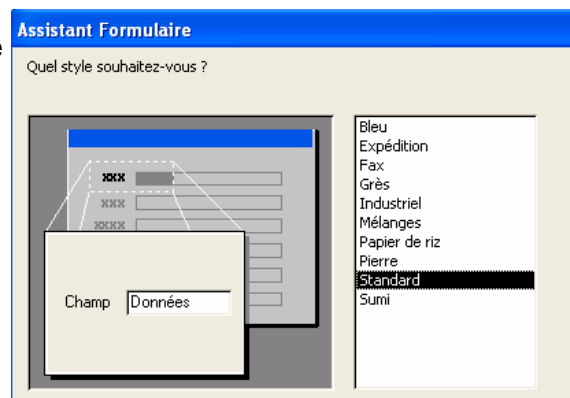 Assistant Formulaire
e
Quel style souhaitez-vous ?
xxx
xxx
xxxx
Champ Données
Bleu
Expédition
Fax
Grès
Industriel
Mélanges
Papier de riz
Pierre
Standard
Sumi